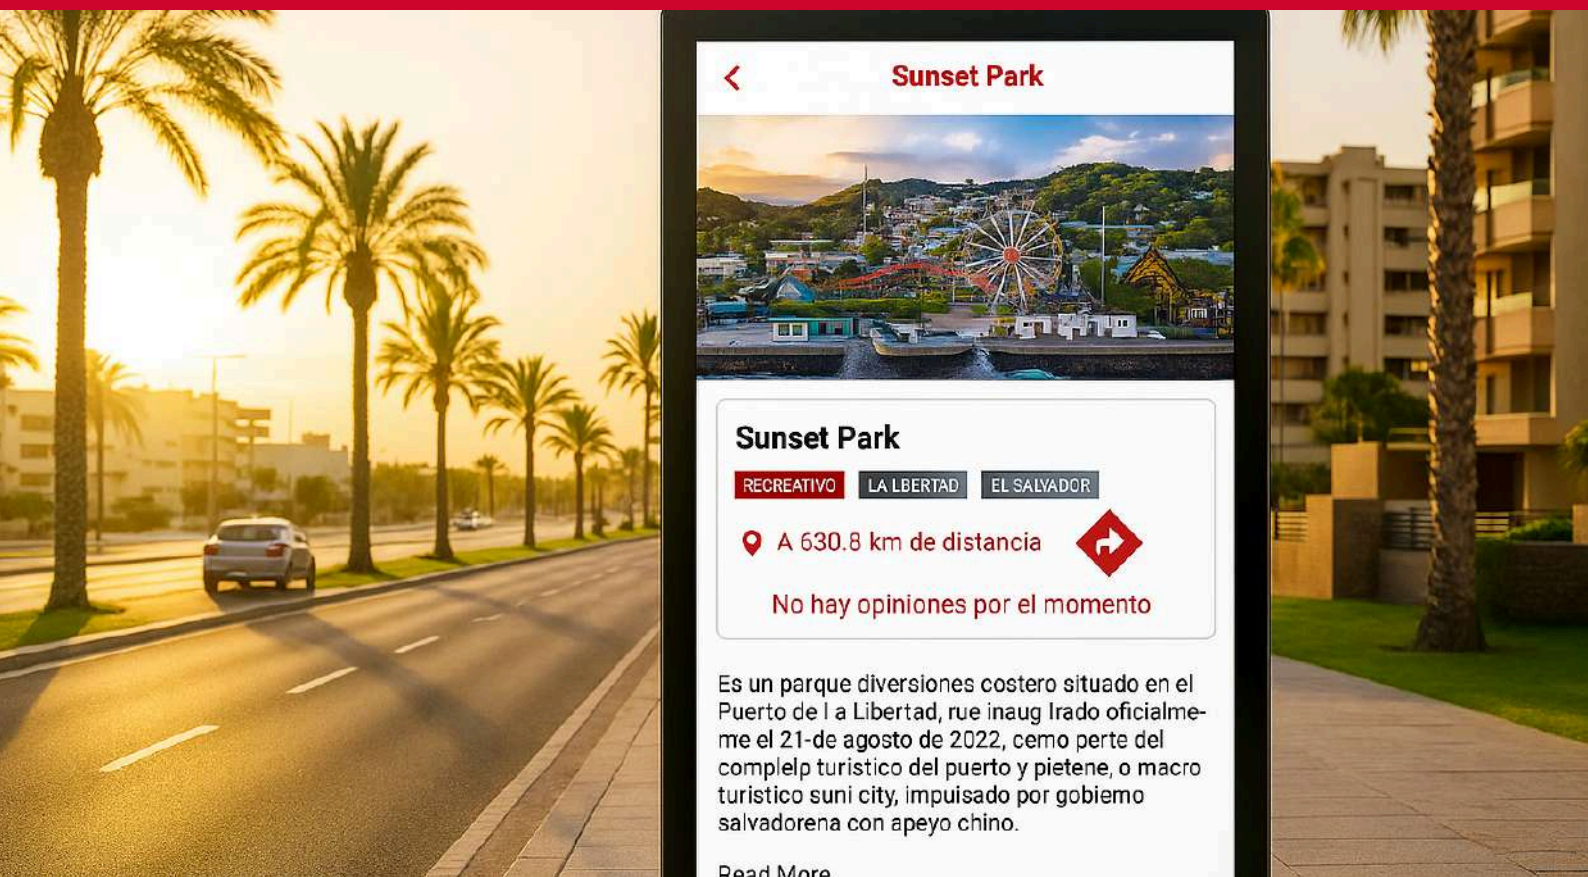 Sunset Park
Sunset Park
RECREATIVO LA LBERTAD EL SALVADOR
A 630.8 km de distancia
No hay opiniones por el momento
Es un parque diversiones costero situado en el
Puerto de l a Libertad, rue inaug lrado oficialme-
me el 21-de agosto de 2022, cemo perte del
complelp turistico del puerto y pietene, o macro
turistico suni city, impuisado por gobiemo
salvadorena con apeyo chino.
Read More